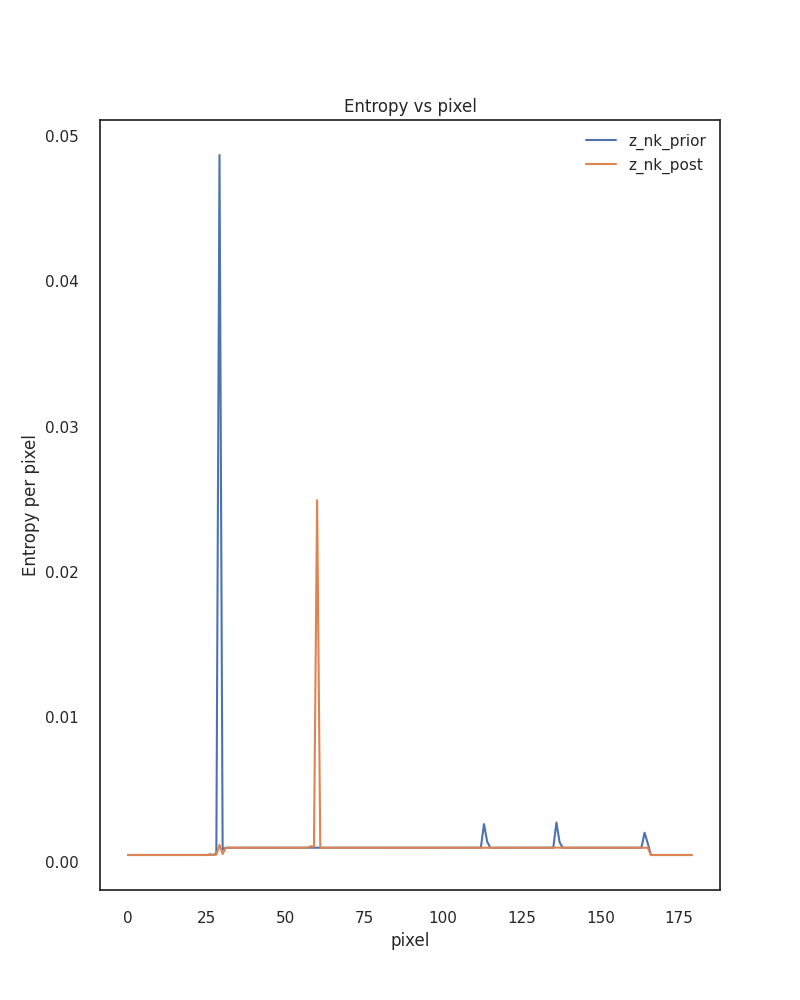 Entropy vs pixel
z_nk_prior
z_nk_post
Entropy per pixel
0.05
0.04
0.03
0.02
0.01
0.00
0 25 50 75 100 125 150 175
pixel